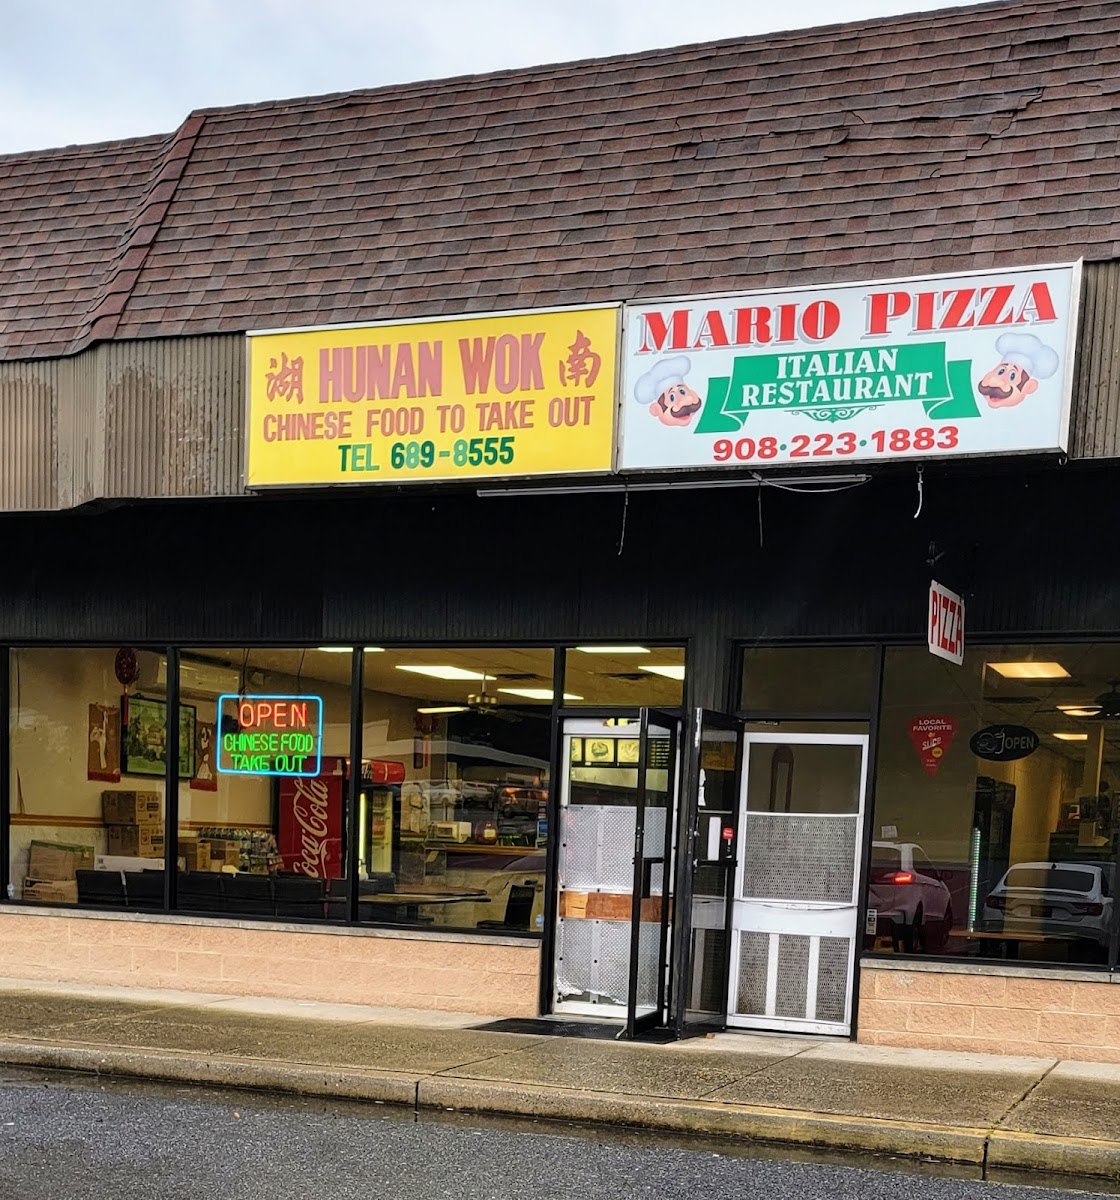 湖 HUNAN WOK 南
CHINESE FOOD TO TAKE OUT
TEL 689-8555
MARIO PIZZA
ITALIAN
RESTAURANT
908·223·1883
PIZZA
OPEN
CHINESE FOOD
TAKE OUT
Coca-Cola
LOCAL
FAVORITE
SLICE
OPEN